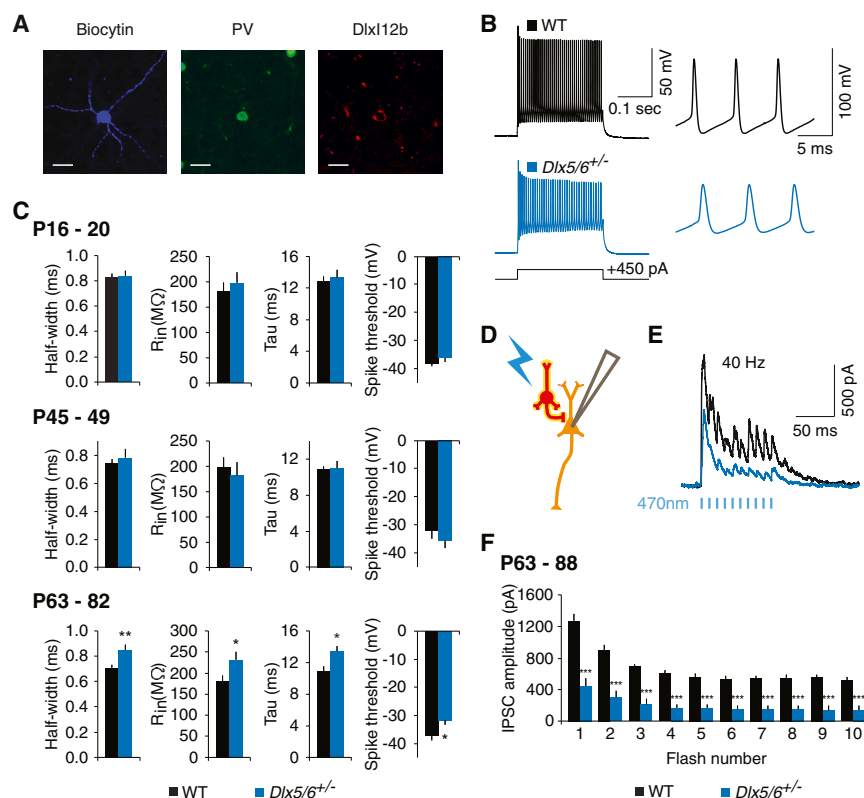 A
Biocytin
PV
DlxI12b
B
WT
50 mV
0.1 sec
100 mV
5 ms
Dlx5/6+/-
+450 pA
C
P16 - 20
Half-width (ms)
1.0
0.8
0.6
0.4
0.2
0.0
Rin(MΩ)
250
200
150
100
50
0
Tau (ms)
16
12
8
4
0
Spike threshold (mV)
0
-10
-20
-30
-40
P45 - 49
Half-width (ms)
1.0
0.8
0.6
0.4
0.2
0.0
Rin(MΩ)
250
200
150
100
50
0
Tau (ms)
12
8
4
0
Spike threshold (mV)
0
-10
-20
-30
-40
P63 - 82
Half-width (ms)
1.0
0.8
0.6
0.4
0.2
0.0
**
Rin(MΩ)
300
250
200
150
100
50
0
*
Tau (ms)
16
12
8
4
0
*
Spike threshold (mV)
0
-10
-20
-30
-40
*
WT
Dlx5/6+/-
D
E
40 Hz
500 pA
50 ms
470nm
F
P63 - 88
IPSC amplitude (pA)
1600
1200
800
400
0
*** *** *** *** *** *** *** *** *** ***
1 2 3 4 5 6 7 8 9 10
Flash number
WT
Dlx5/6+/-